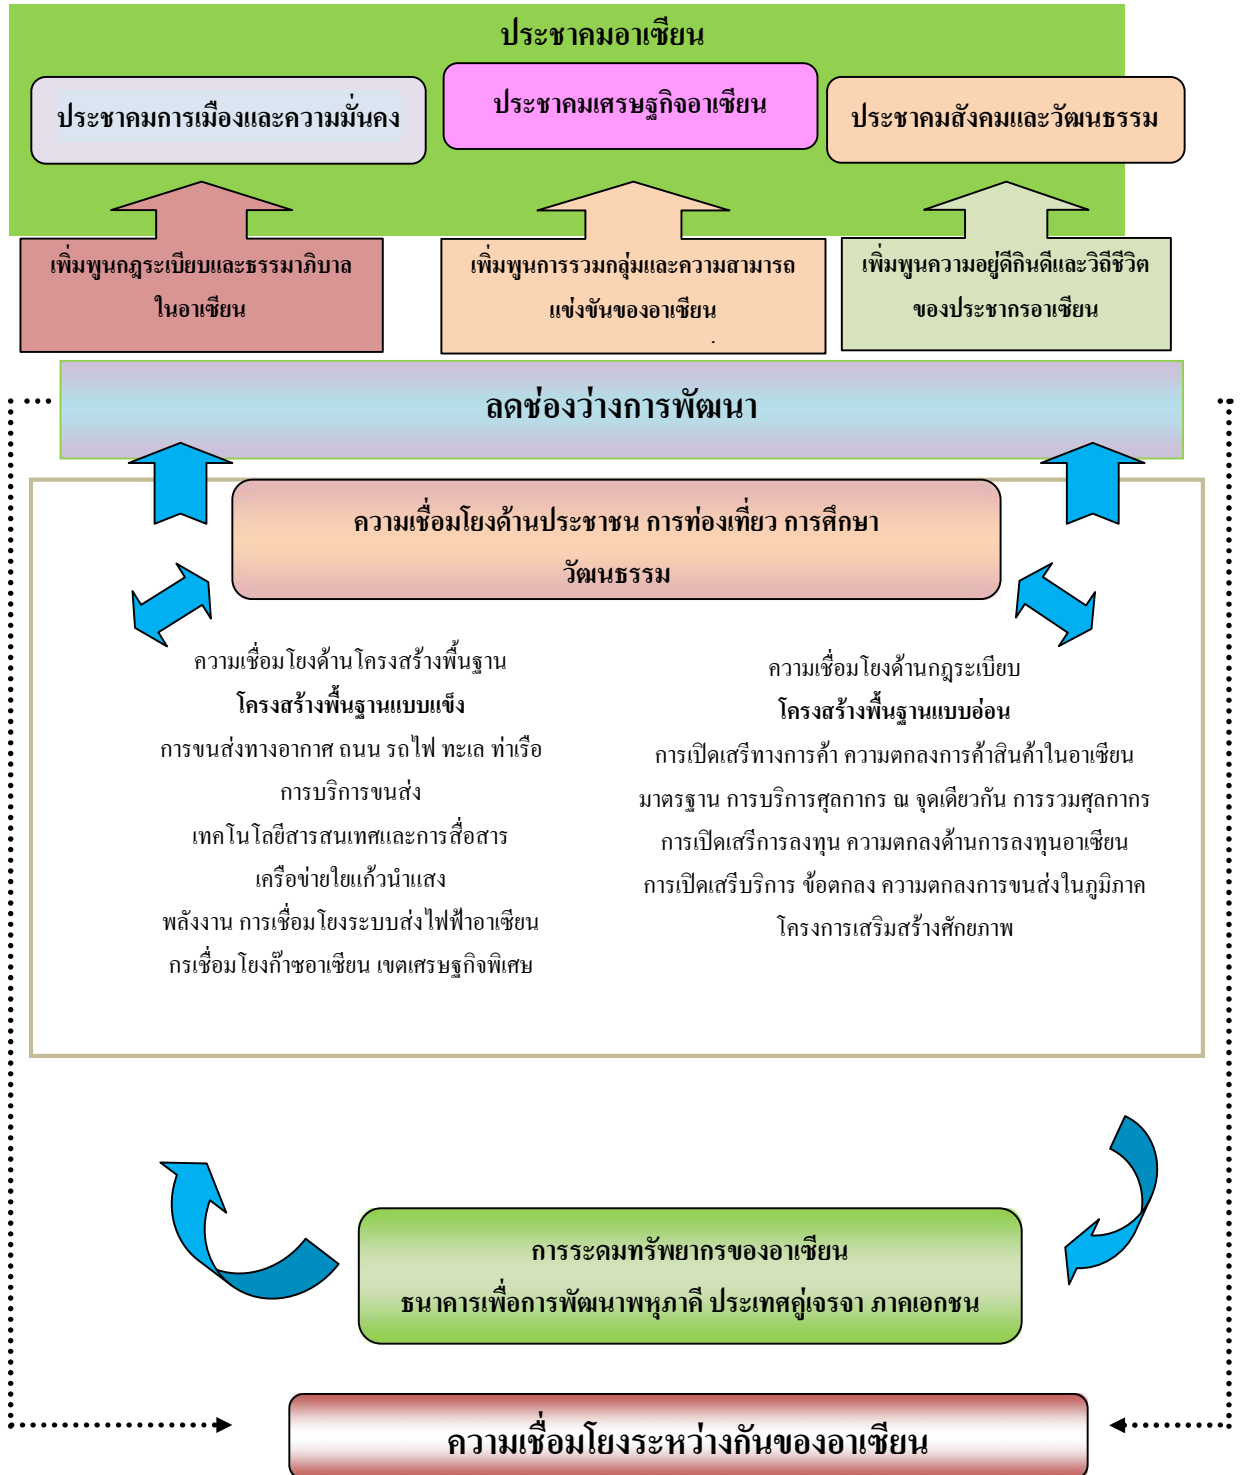 ประชาคมอาเซียน
ประชาคมการเมืองและความมั่นคง
ประชาคมเศรษฐกิจอาเซียน
ประชาคมสังคมและวัฒนธรรม
เพิ่มพูนกฎระเบียบและธรรมาภิบาล
ในอาเซียน
เพิ่มพูนการรวมกลุ่มและความสามารถ
แข่งขันของอาเซียน
เพิ่มพูนความอยู่ดีกินดีและวิถีชีวิต
ของประชากรอาเซียน
ลดช่องว่างการพัฒนา
ความเชื่อมโยงด้านประชาชน การท่องเที่ยว การศึกษา
วัฒนธรรม
ความเชื่อมโยงด้านโครงสร้างพื้นฐาน
โครงสร้างพื้นฐานแบบแข็ง
การขนส่งทางอากาศ ถนน รถไฟ ทะเล ท่าเรือ
การบริการขนส่ง
เทคโนโลยีสารสนเทศและการสื่อสาร
เครือข่ายใยแก้วนำแสง
พลังงาน การเชื่อมโยงระบบส่งไฟฟ้าอาเซียน
กรเชื่อมโยงก๊าซอาเซียน เขตเศรษฐกิจพิเศษ
ความเชื่อมโยงด้านกฎระเบียบ
โครงสร้างพื้นฐานแบบอ่อน
การเปิดเสรีทางการค้า ความตกลงการค้าสินค้าในอาเซียน
มาตรฐาน การบริการศุลกากร ณ จุดเดียวกัน การรวมศุลกากร
การเปิดเสรีการลงทุน ความตกลงด้านการลงทุนอาเซียน
การเปิดเสรีบริการ ข้อตกลง ความตกลงการขนส่งในภูมิภาค
โครงการเสริมสร้างศักยภาพ
การระดมทรัพยากรของอาเซียน
ธนาคารเพื่อการพัฒนาพหุภาคี ประเทศคู่เจรจา ภาคเอกชน
ความเชื่อมโยงระหว่างกันของอาเซียน